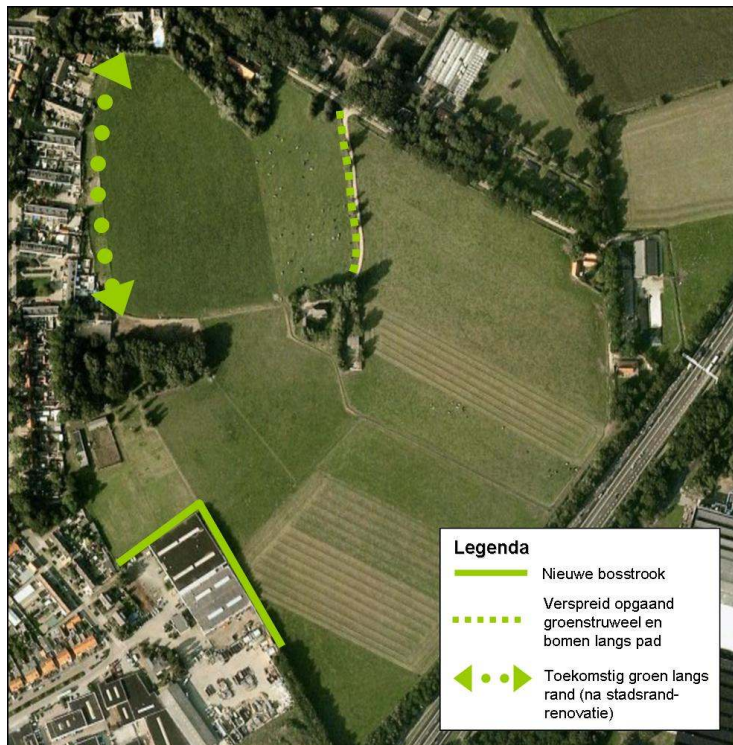 Legenda
Nieuwe bosstrook
Verspreid opgaand
groenstruweel en
bomen langs pad
Toekomstig groen langs
rand (na stadsrand-
renovatie)